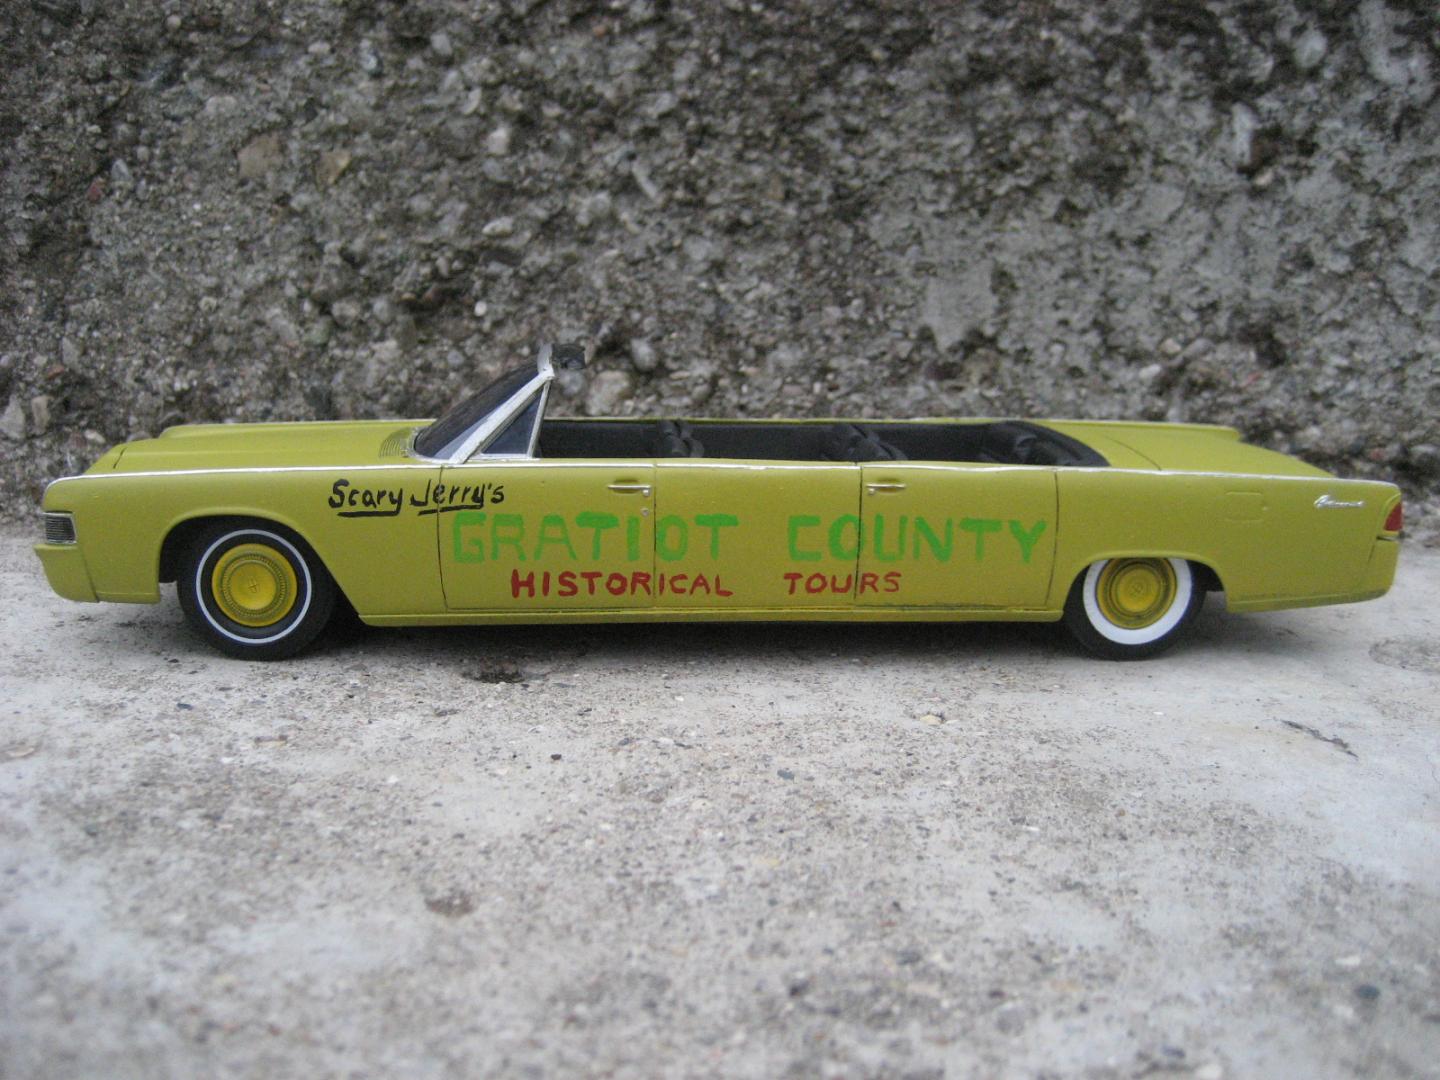 Scary Jerry's
GRATIOT COUNTY
HISTORICAL TOURS